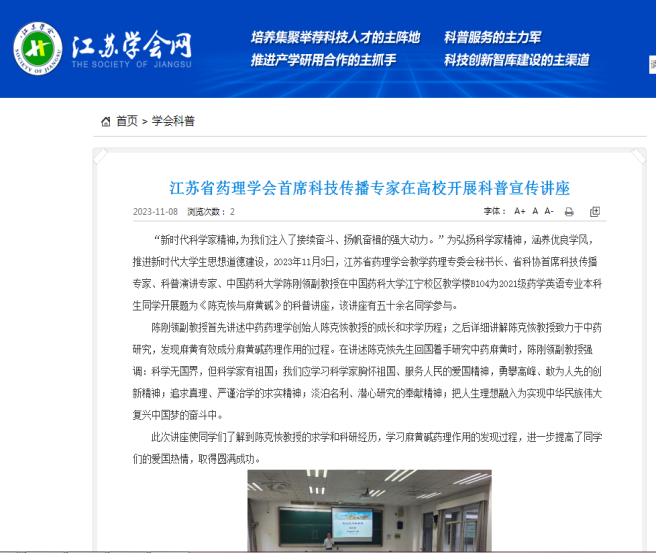 江苏学会网
THE SOCIETY OF JIANGSU
培养集聚举荐科技人才的主阵地 科普服务的主力军
推进产学研用合作的主抓手 科技创新智库建设的主渠道
首页 > 学会科普
江苏省药理学会首席科技传播专家在高校开展科普宣传讲座
2023-11-08 浏览次数：2 字体： A+ A A-
“新时代科学家精神,为我们注入了接续奋斗、扬帆奋楫的强大动力。”为弘扬科学家精神，涵养优良学风，
推进新时代大学生思想道德建设，2023年11月3日，江苏省药理学会教学药理专委会秘书长、省科协首席科技传播
专家、科普演讲专家、中国药科大学陈刚领副教授在中国药科大学江宁校区教学楼B104为2021级药学英语专业本科
生同学开展题为《陈克恢与麻黄碱》的科普讲座，该讲座有五十余名同学参与。
陈刚领副教授首先讲述中药药理学创始人陈克恢教授的成长和求学历程；之后详细讲解陈克恢教授致力于中药
研究，发现麻黄有效成分麻黄碱药理作用的过程。在讲述陈克恢先生回国着手研究中药麻黄时，陈刚领副教授强
调：科学无国界，但科学家有祖国；我们应学习科学家胸怀祖国、服务人民的爱国精神，勇攀高峰、敢为人先的创
新精神；追求真理、严谨治学的求实精神；淡泊名利、潜心研究的奉献精神；把人生理想融入为实现中华民族伟大
复兴中国梦的奋斗中。
此次讲座使同学们了解到陈克恢教授的求学和科研经历，学习麻黄碱药理作用的发现过程，进一步提高了同学
们的爱国热情，取得圆满成功。